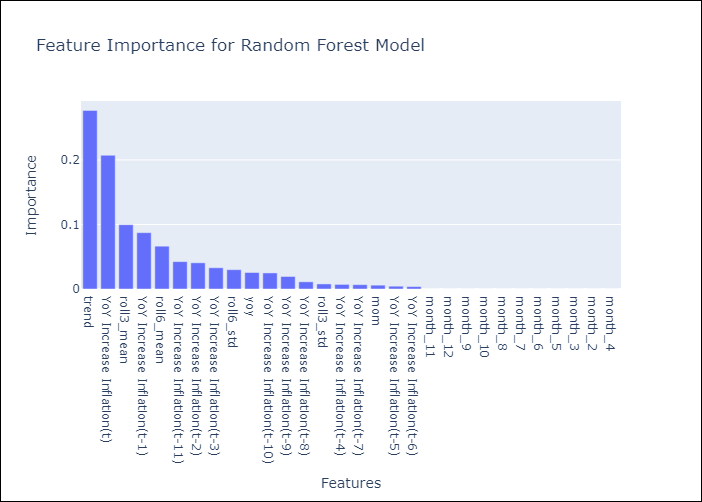 Feature Importance for Random Forest Model
Importance
0.2
0.1
0
trend
YoY Increase Inflation(t)
roll3_mean
YoY Increase Inflation(t-1)
roll6_mean
YoY Increase Inflation(t-11)
YoY Increase Inflation(t-2)
YoY Increase Inflation(t-3)
roll6_std
yoy
YoY Increase Inflation(t-10)
YoY Increase Inflation(t-9)
YoY Increase Inflation(t-8)
roll3_std
YoY Increase Inflation(t-4)
YoY Increase Inflation(t-7)
mom
YoY Increase Inflation(t-5)
YoY Increase Inflation(t-6)
month_11
month_12
month_9
month_10
month_8
month_7
month_6
month_5
month_3
month_2
month_4
Features